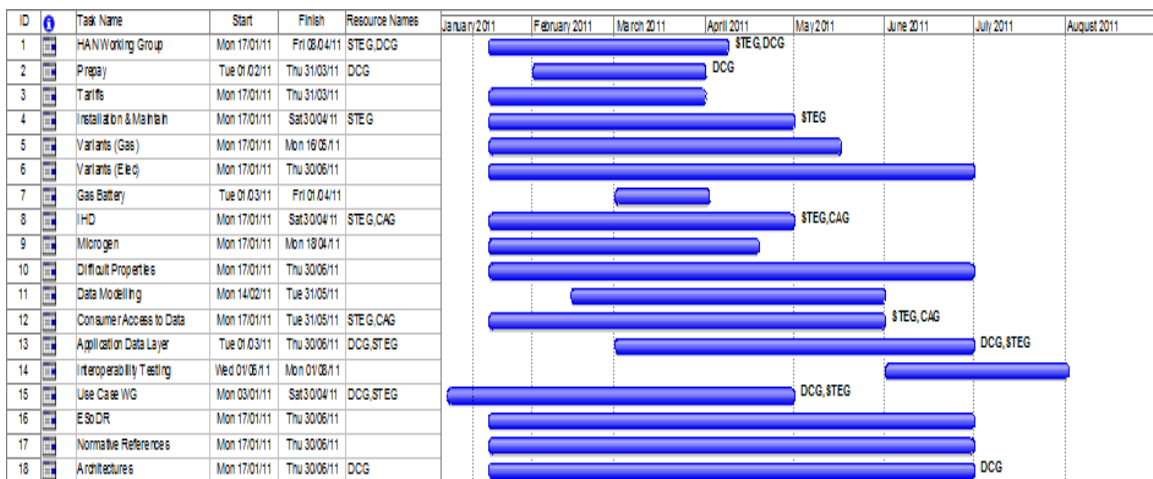 ID Task Name Start Finish Resource Names January 2011 February 2011 March 2011 April 2011 May 2011 June 2011 July 2011 August 2011
1 HAN Working Group Mon 17/01/11 Fri 08/04/11 STEG,DCG STEG,DCG
2 Prepay Tue 01/02/11 Thu 31/03/11 DCG DCG
3 Tariffs Mon 17/01/11 Thu 31/03/11
4 Installation & Maintain Mon 17/01/11 Sat 30/04/11 STEG STEG
5 Variants (Gas) Mon 17/01/11 Mon 16/05/11
6 Variants (Elec) Mon 17/01/11 Thu 30/06/11
7 Gas Battery Tue 01/03/11 Fri 01/04/11
8 IHD Mon 17/01/11 Sat 30/04/11 STEG,CAG STEG,CAG
9 Microgen Mon 17/01/11 Mon 18/04/11
10 Difficult Properties Mon 17/01/11 Thu 30/06/11
11 Data Modelling Mon 14/02/11 Tue 31/05/11
12 Consumer Access to Data Mon 17/01/11 Tue 31/05/11 STEG,CAG STEG,CAG
13 Application Data Layer Tue 01/03/11 Thu 30/06/11 DCG,STEG DCG,STEG
14 Interoperability Testing Wed 01/06/11 Mon 01/08/11
15 Use Case WG Mon 03/01/11 Sat 30/04/11 DCG,STEG DCG,STEG
16 ESoDR Mon 17/01/11 Thu 30/06/11
17 Normative References Mon 17/01/11 Thu 30/06/11
18 Architectures Mon 17/01/11 Thu 30/06/11 DCG DCG